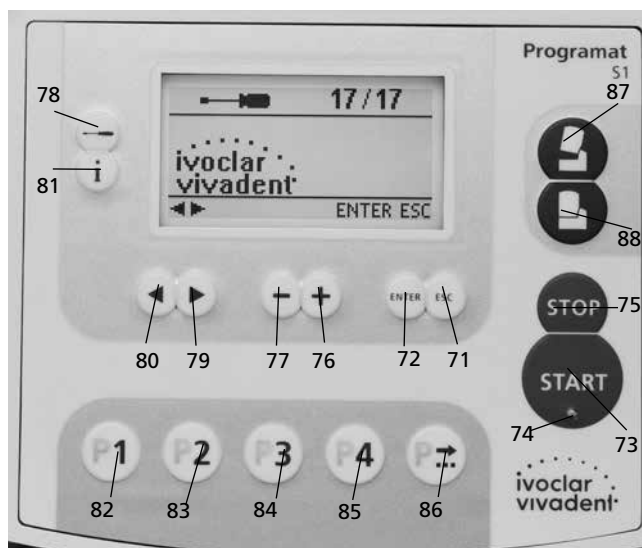 Programat
S1
87
78
17/17
81
ivoclar
vivadent
ENTER ESC
88
ENTER
ESC
STOP
75
80
79
77
76
72
71
START
74
73
P1
P2
P3
P4
P
82
83
84
85
86
ivoclar
vivadent